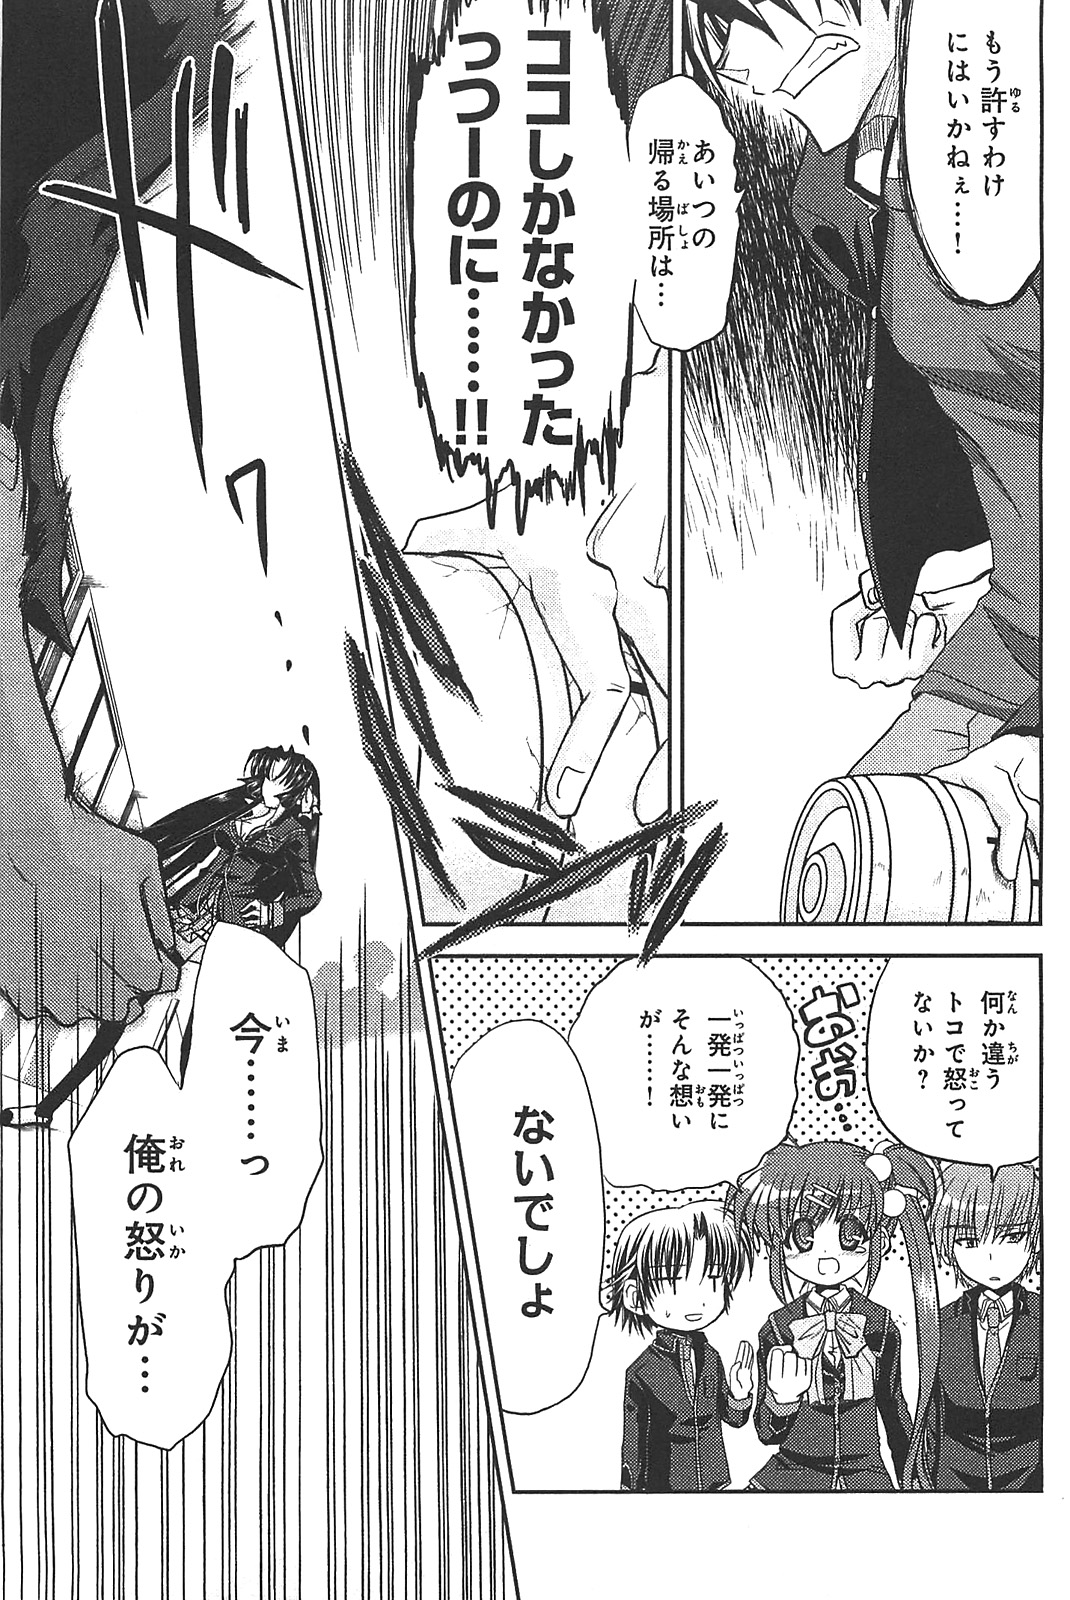 もう許すわけ
にはいかねぇ……!
あいつの
帰る場所は…
ココしかなかった
っつーのに……!!
何か違う
トコで怒って
ないか?
おぉぉ…
一発一発に
そんな想い
が……!
ないでしょ
今……っ
俺の怒りが…